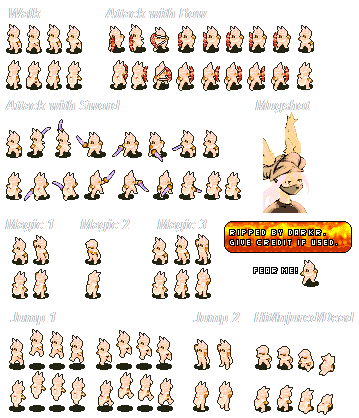 Walk
Attack with Bow
Attack with Sword
Mugshot
Magic 1
Magic 2
Magic 3
RIPPED BY DARKR.
GIVE CREDIT IF USED.
FEAR ME!
Jump 1
Jump 2
Hit/Injured/Dead